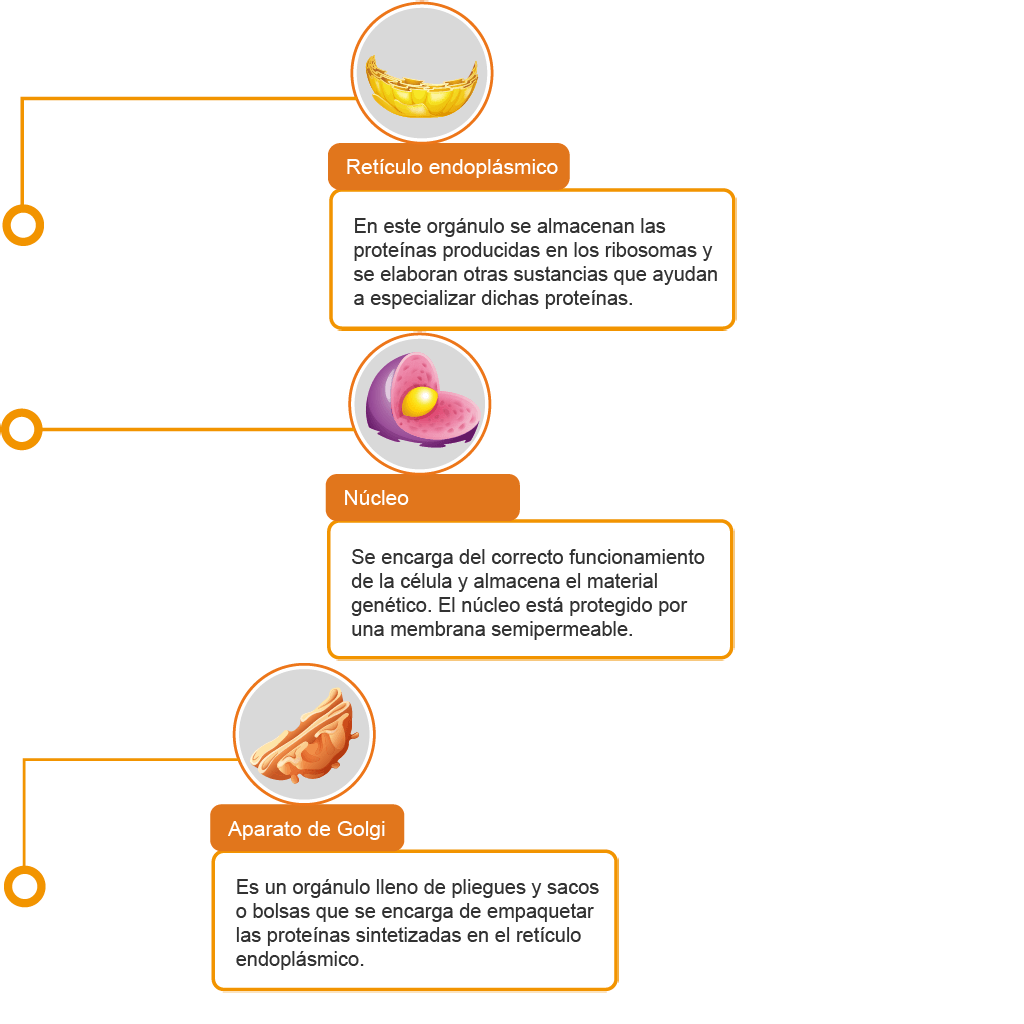 Retículo endoplásmico
En este orgánulo se almacenan las
proteínas producidas en los ribosomas y
se elaboran otras sustancias que ayudan
a especializar dichas proteínas.
Núcleo
Se encarga del correcto funcionamiento
de la célula y almacena el material
genético. El núcleo está protegido por
una membrana semipermeable.
Aparato de Golgi
Es un orgánulo lleno de pliegues y sacos
o bolsas que se encarga de empaquetar
las proteínas sintetizadas en el retículo
endoplásmico.